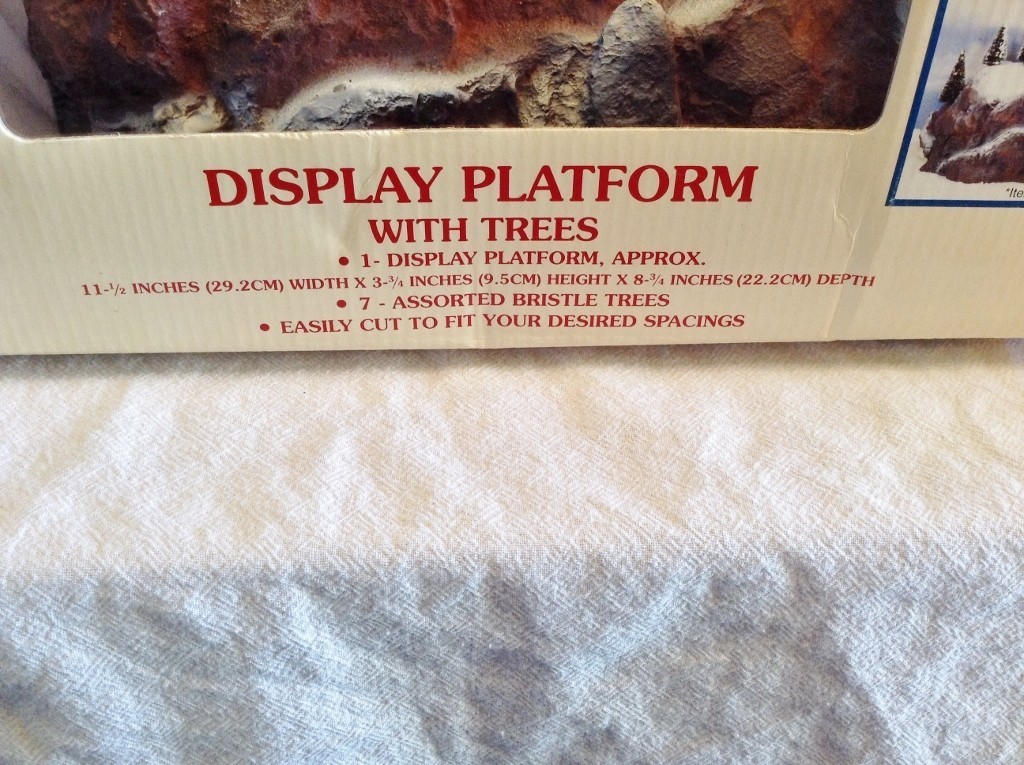 DISPLAY PLATFORM
WITH TREES
• 1- DISPLAY PLATFORM, APPROX.
11-½ INCHES (29.2CM) WIDTH X 3-¾ INCHES (9.5CM) HEIGHT X 8-¾ INCHES (22.2CM) DEPTH
• 7 - ASSORTED BRISTLE TREES
• EASILY CUT TO FIT YOUR DESIRED SPACINGS